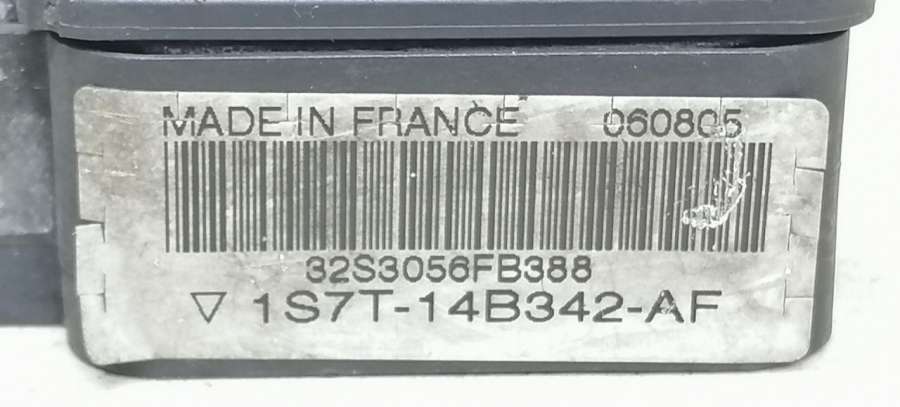 MADE IN FRANCE 060805
32S3056FB388
▽ 1S7T-14B342-AF